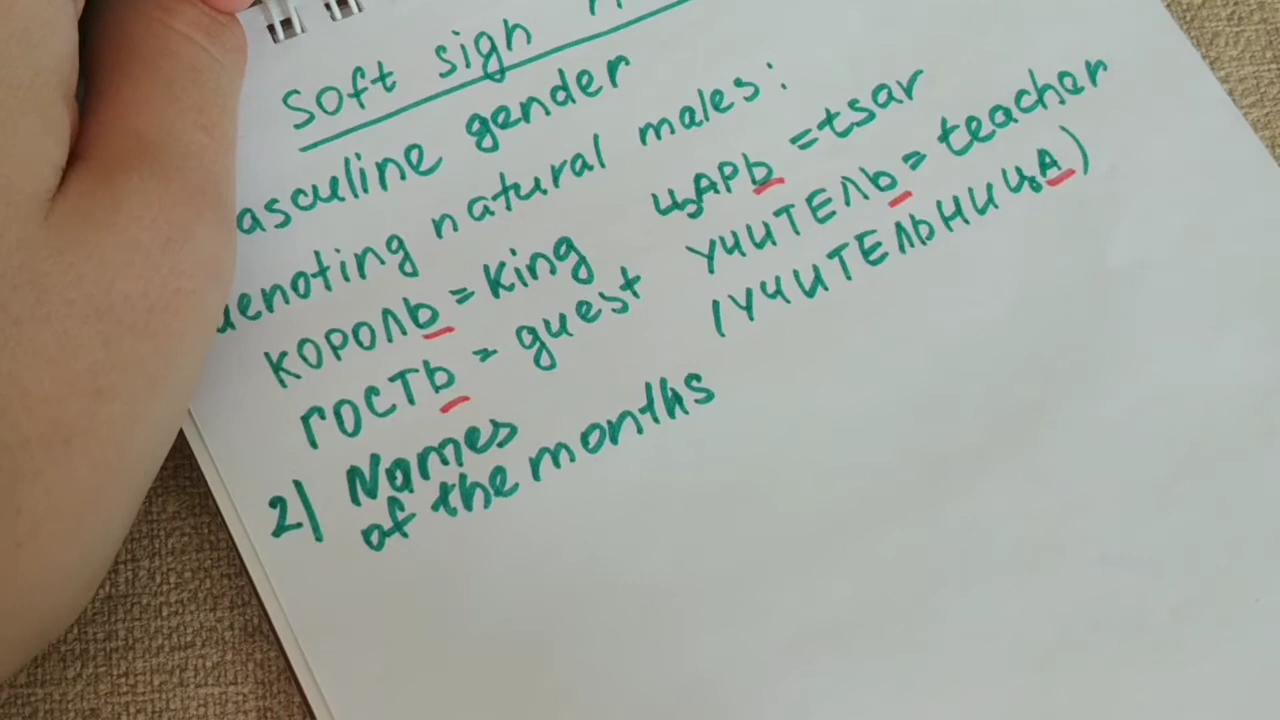 soft sign
asculine gender
denoting natural males:
КОРОЛЬ = King ЦАРЬ = tsar
ГОСТЬ = guest УЧИТЕЛЬ = teacher
(УЧИТЕЛЬНИЦА)
2) Names
of the months